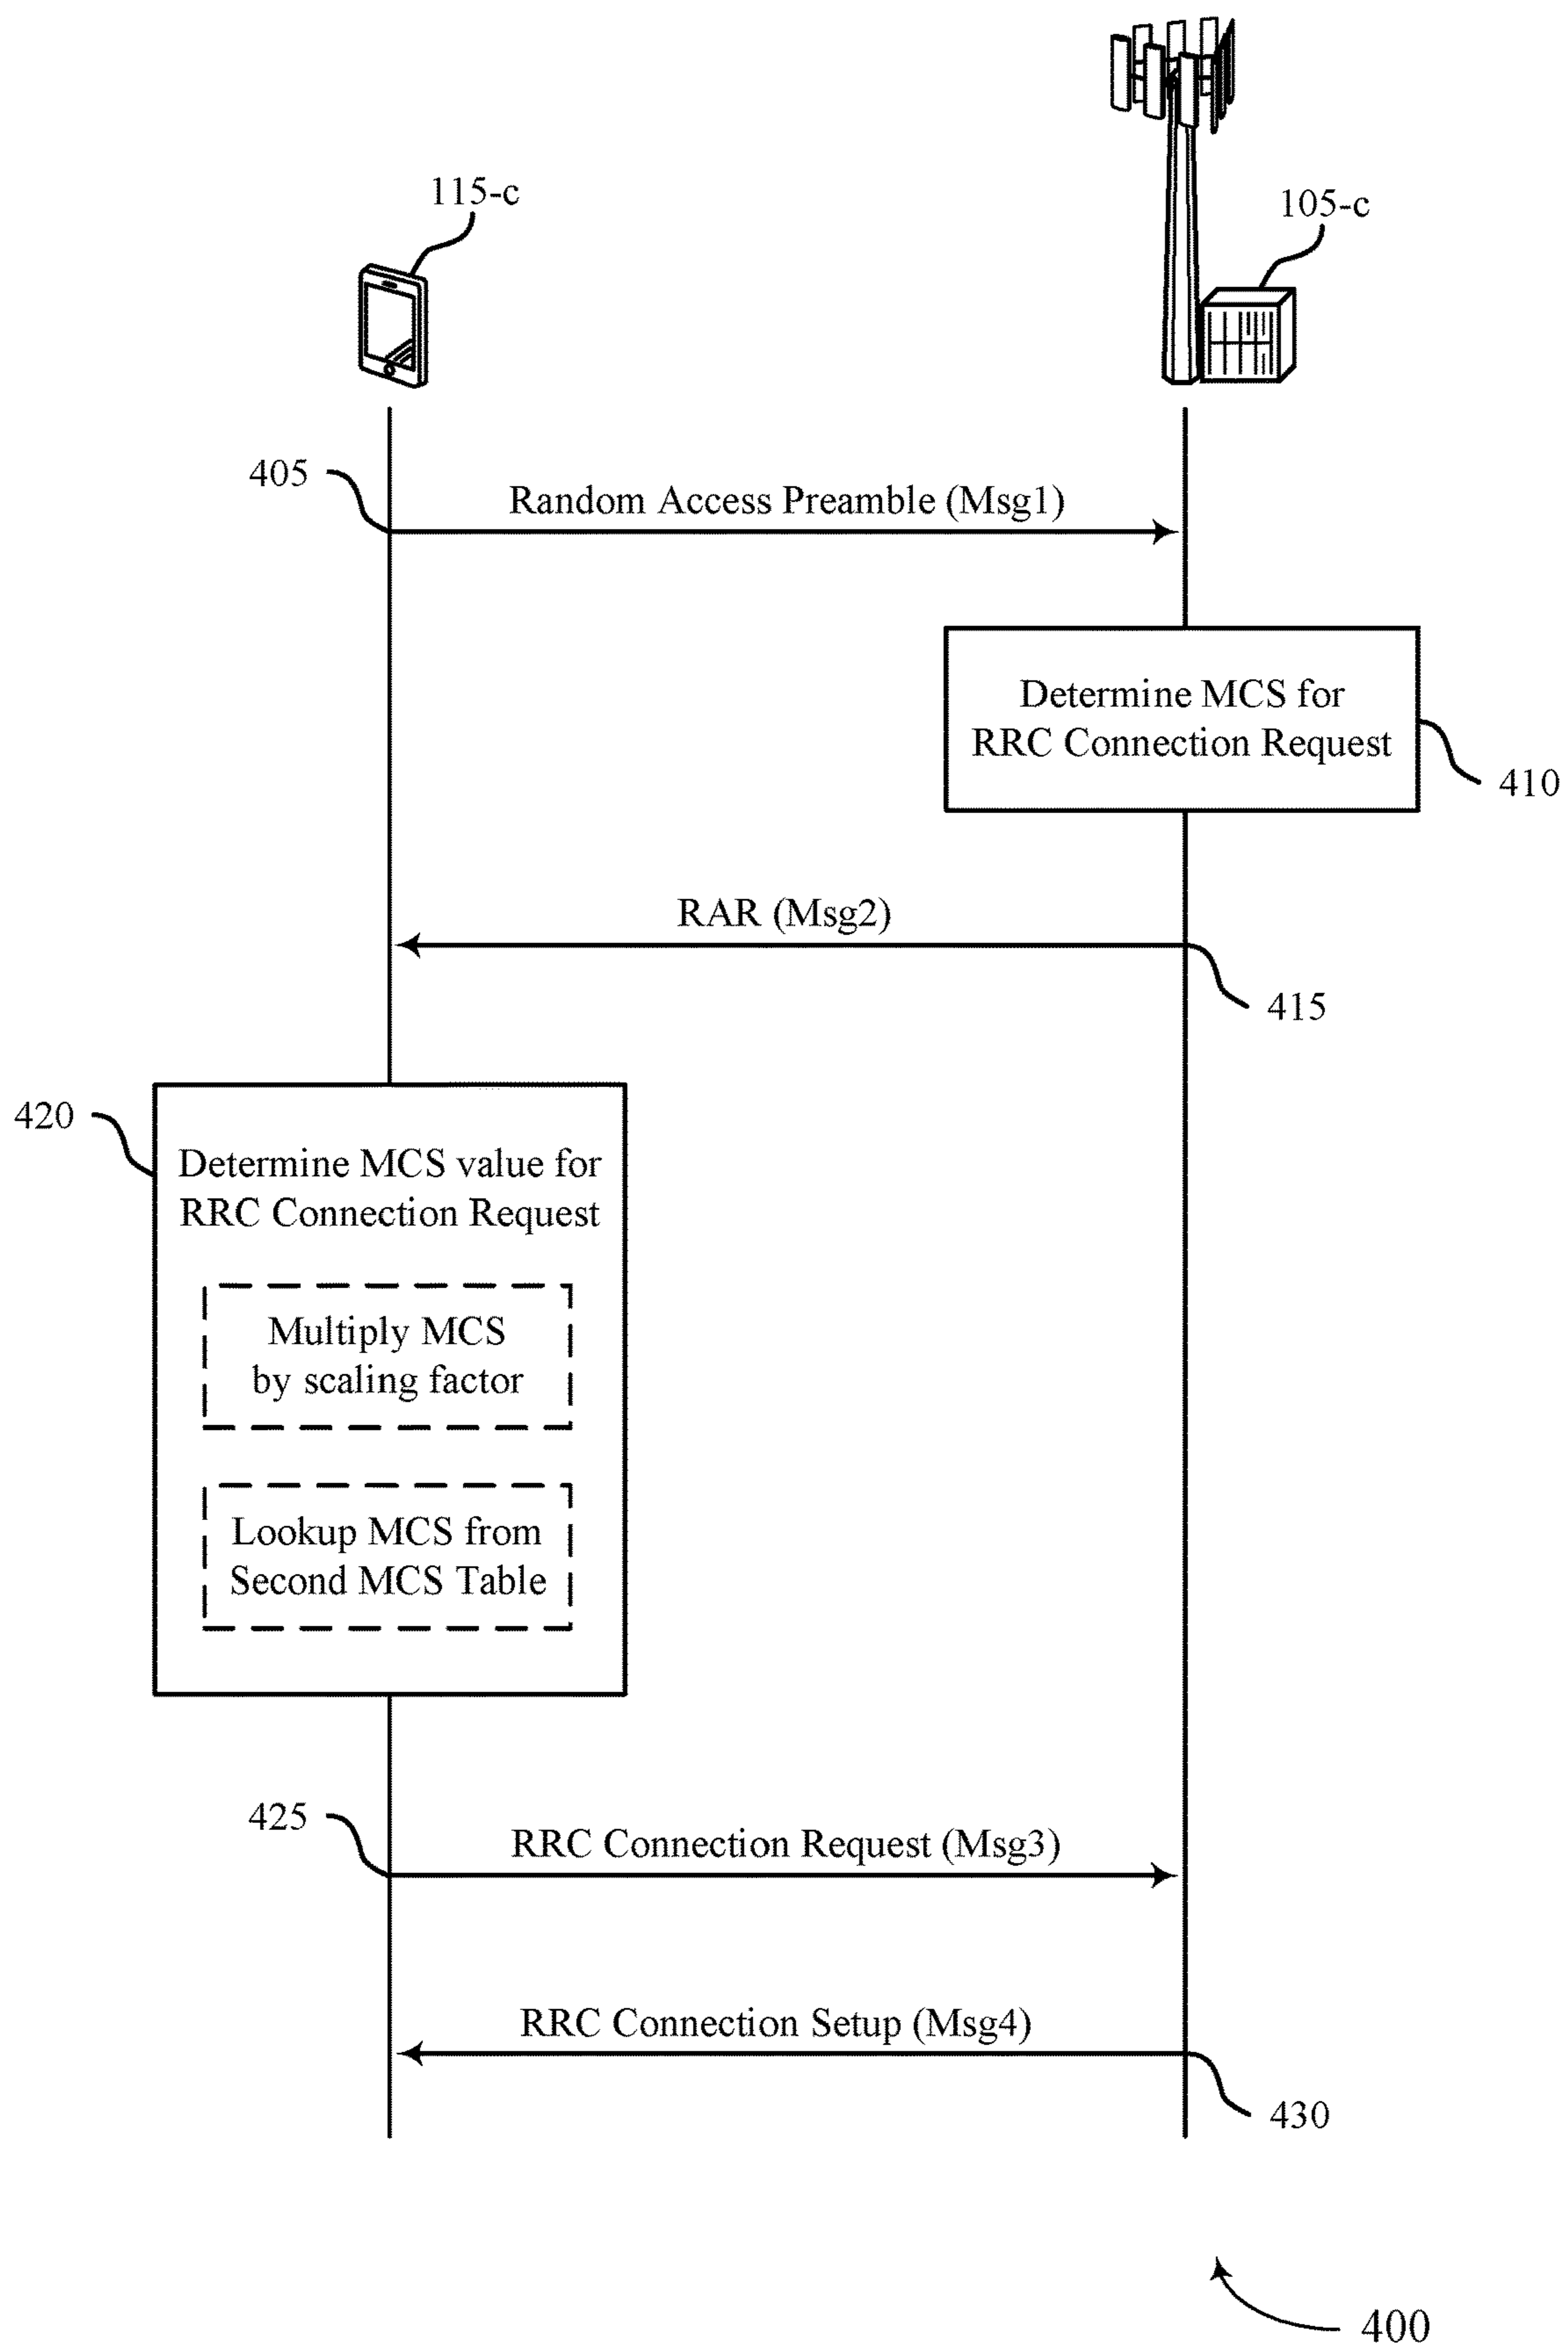 115-c
105-c
405
Random Access Preamble (Msg1)
Determine MCS for
RRC Connection Request
410
RAR (Msg2)
415
420
Determine MCS value for
RRC Connection Request
Multiply MCS
by scaling factor
Lookup MCS from
Second MCS Table
425
RRC Connection Request (Msg3)
RRC Connection Setup (Msg4)
430
400